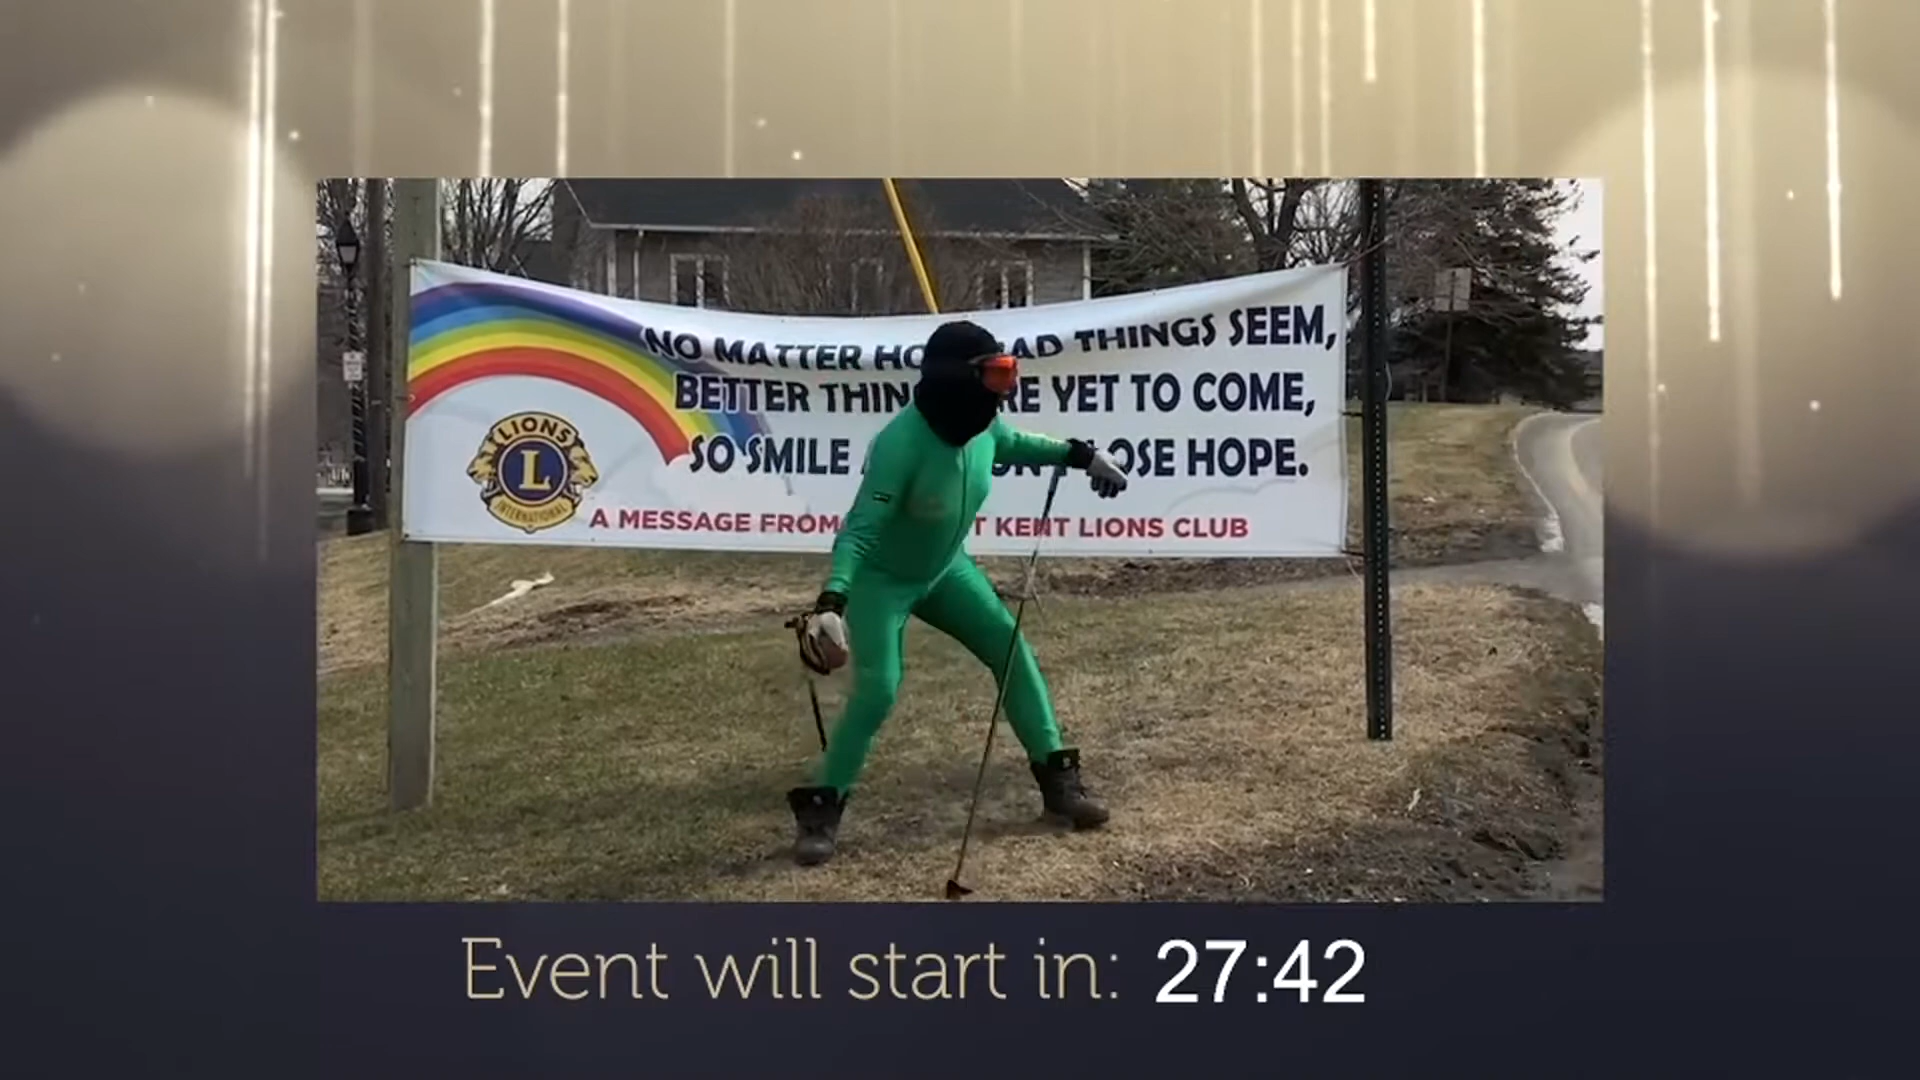 NO MATTER HO AD THINGS SEEM,
BETTER THIN RE YET TO COME,
SO SMILE OSE HOPE.
LIONS
L
INTERNATIONAL
A MESSAGE FROM T KENT LIONS CLUB
Event will start in: 27:42